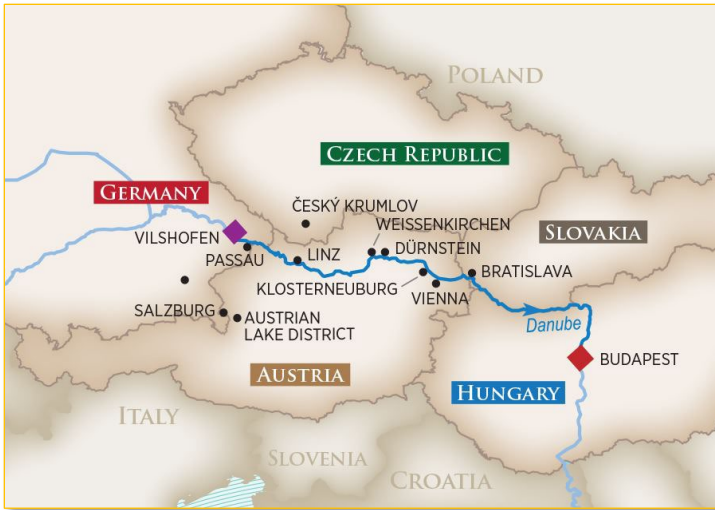 POLAND
CZECH REPUBLIC
GERMANY
ČESKÝ KRUMLOV
WEISSENKIRCHEN
SLOVAKIA
VILSHOFEN
DÜRNSTEIN
PASSAU
LINZ
BRATISLAVA
KLOSTERNEUBURG
VIENNA
SALZBURG
AUSTRIAN
LAKE DISTRICT
Danube
BUDAPEST
AUSTRIA
HUNGARY
ITALY
SLOVENIA
CROATIA